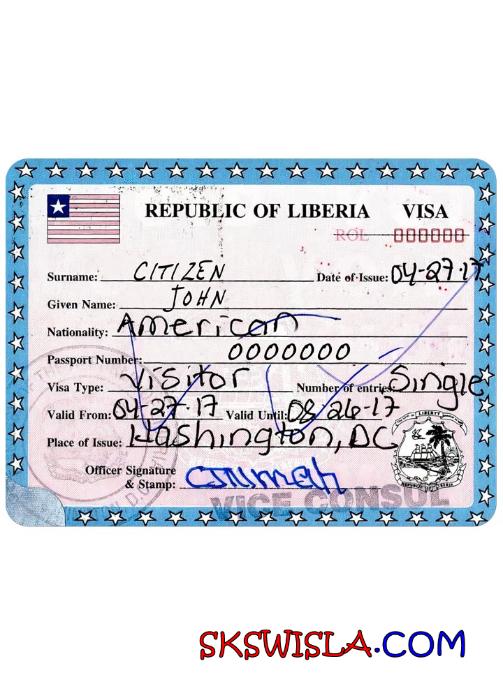 REPUBLIC OF LIBERIA VISA
ROL 000000
Surname: CITIZEN Date of Issue: 04-27-17
Given Name: JOHN
Nationality: American
Passport Number: 0000000
Visa Type: Visitor Number of entries: Single
Valid From: 04-27-17 Valid Until: 08-26-17
Place of Issue: Washington, DC
Officer Signature
& Stamp:
VICE CONSUL
SKSWISLA.COM